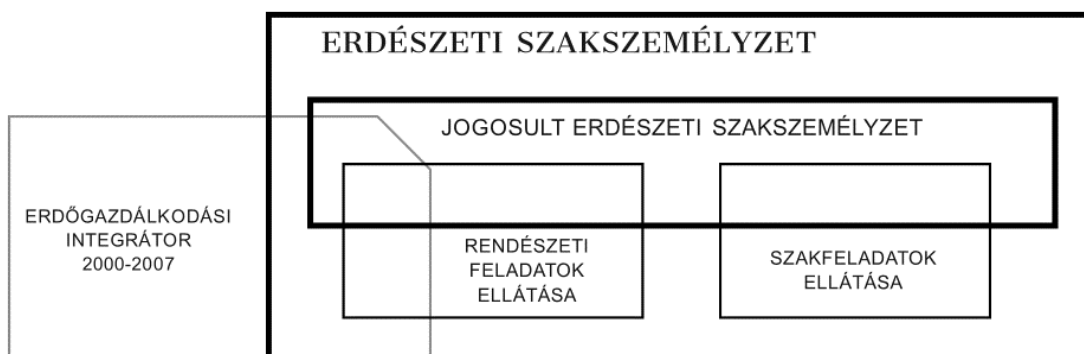 ERDÉSZETI SZAKSZEMÉLYZET
JOGOSULT ERDÉSZETI SZAKSZEMÉLYZET
ERDŐGAZDÁLKODÁSI
INTEGRÁTOR
2000-2007
RENDÉSZETI
FELADATOK
ELLÁTÁSA
SZAKFELADATOK
ELLÁTÁSA